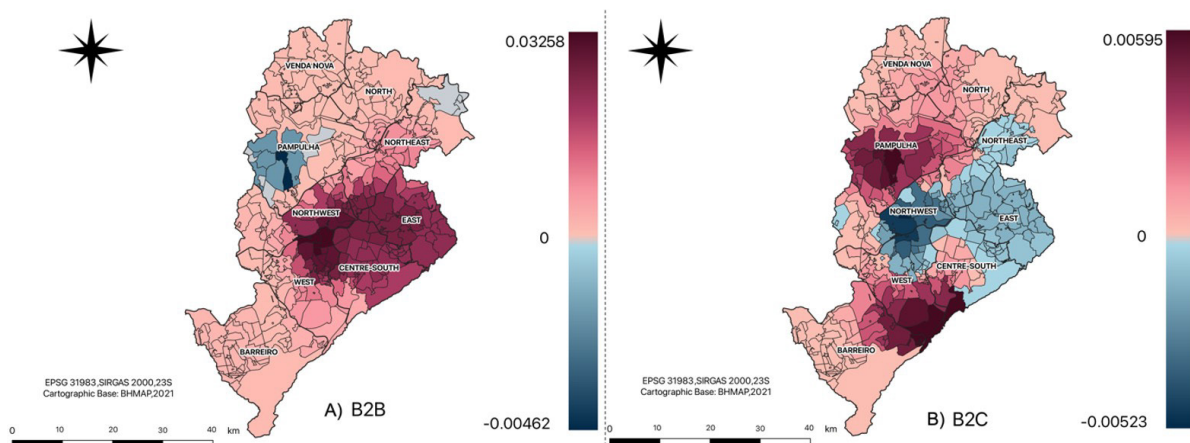 0.03258
VENDA NOVA
NORTH
PAMPULHA
NORTHEAST
NORTHWEST
EAST
0
CENTRE-SOUTH
WEST
BARREIRO
EPSG 31983,SIRGAS 2000,23S
Cartographic Base: BHMAP,2021
A) B2B
-0.00462
0 10 20 30 40 km
0.00595
VENDA NOVA
NORTH
NORTHEAST
PAMPULHA
NORTHWEST
EAST
0
CENTRE-SOUTH
WEST
BARREIRO
EPSG 31983,SIRGAS 2000,23S
Cartographic Base: BHMAP,2021
B) B2C
-0.00523
0 10 20 30 40 km